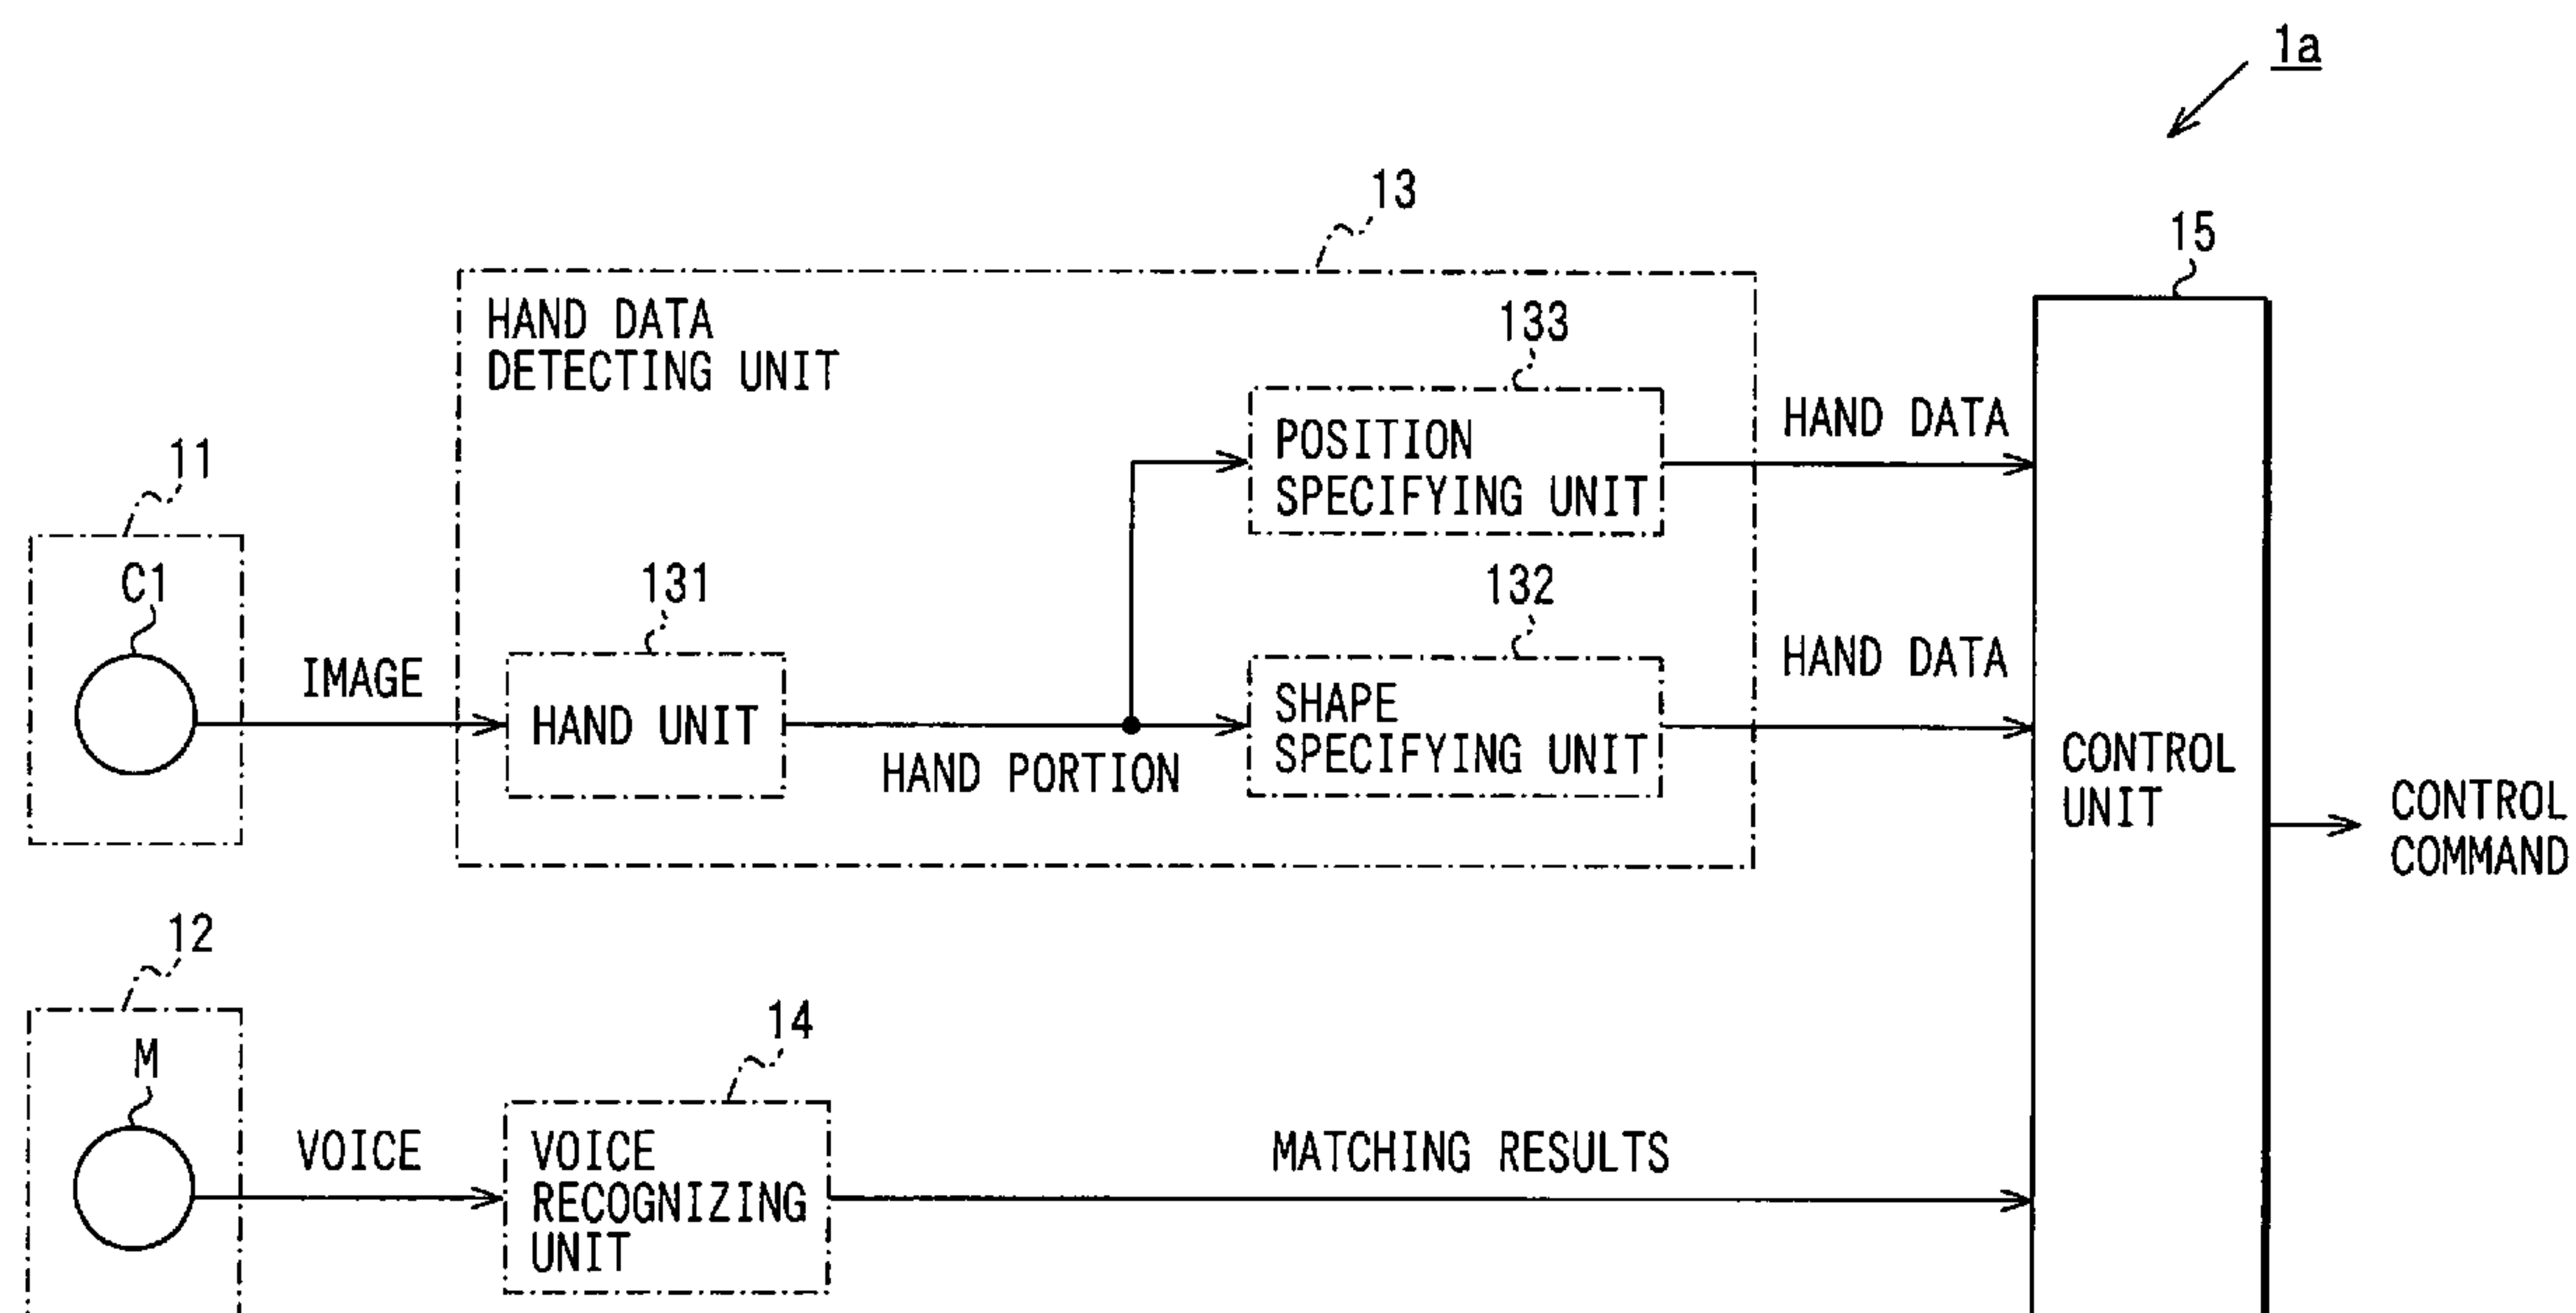 1a
13
15
HAND DATA
DETECTING UNIT
133
POSITION
SPECIFYING UNIT
HAND DATA
11
C1
IMAGE
131
HAND UNIT
HAND PORTION
132
SHAPE
SPECIFYING UNIT
HAND DATA
CONTROL
UNIT
CONTROL
COMMAND
12
M
VOICE
14
VOICE
RECOGNIZING
UNIT
MATCHING RESULTS